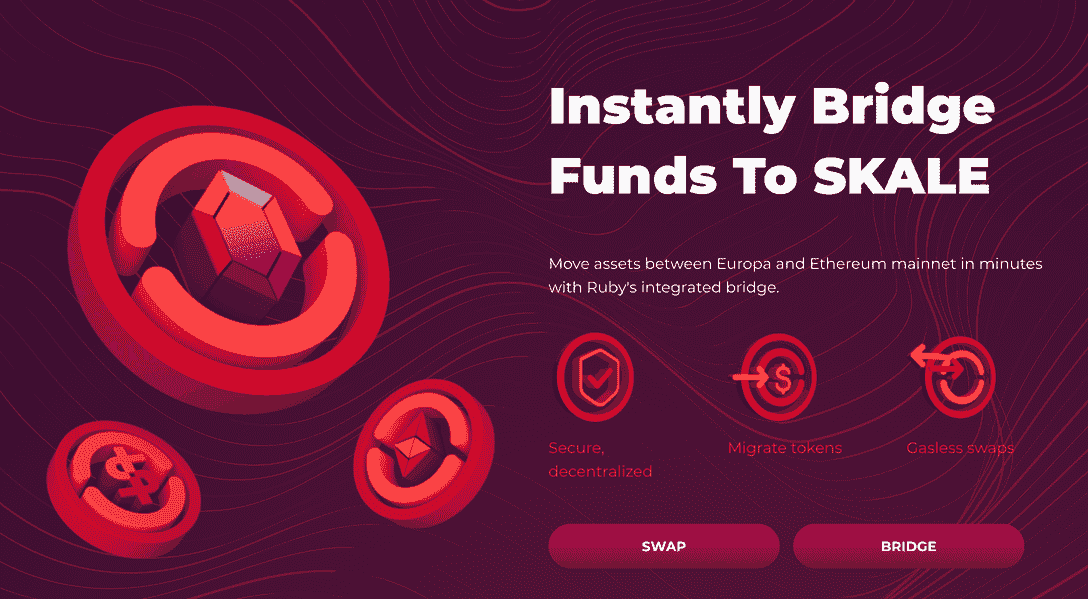 Instantly Bridge
Funds To SKALE
Move assets between Europa and Ethereum mainnet in minutes
with Ruby's integrated bridge.
Secure,
decentralized
Migrate tokens
Gasless swaps
SWAP
BRIDGE